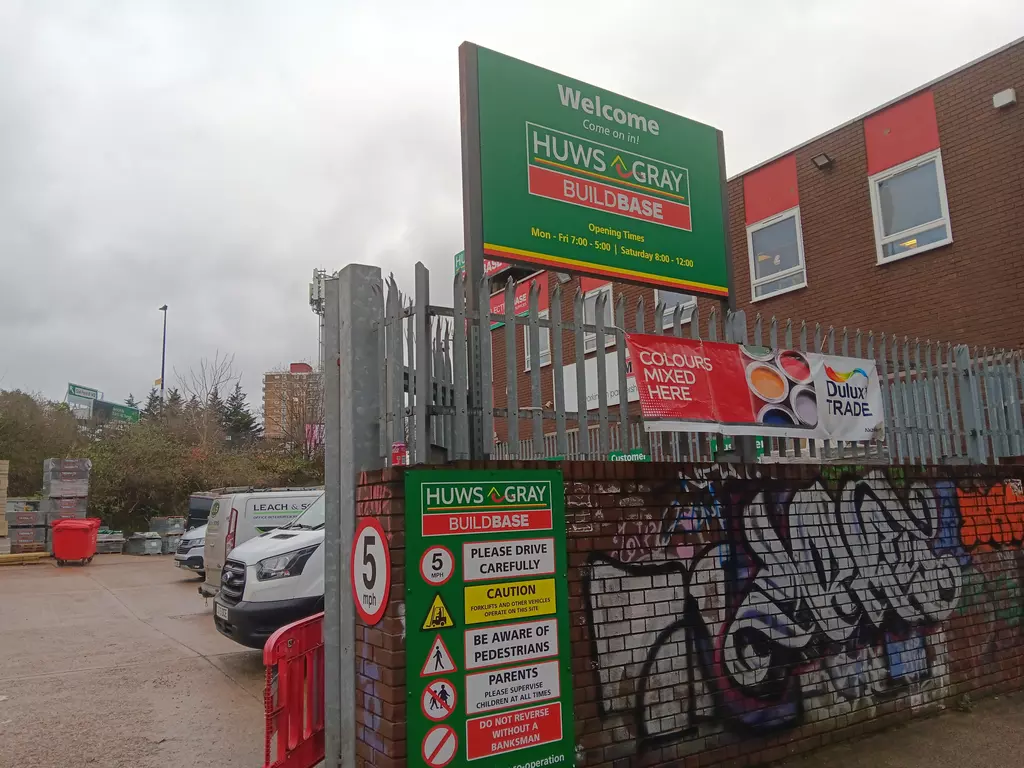 Welcome
Come on in!
HUWS GRAY
BUILDBASE
Opening Times
Mon - Fri 7:00 - 5:00 | Saturday 8:00 - 12:00
COLOURS
MIXED
HERE
Dulux
TRADE
Customer
LEACH & S
HUWS GRAY
BUILDBASE
5
mph
5
MPH
PLEASE DRIVE
CAREFULLY
CAUTION
FORKLIFTS AND OTHER VEHICLES
OPERATE ON THIS SITE
BE AWARE OF
PEDESTRIANS
PARENTS
PLEASE SUPERVISE
CHILDREN AT ALL TIMES
DO NOT REVERSE
WITHOUT A
BANKSMAN
co-operation